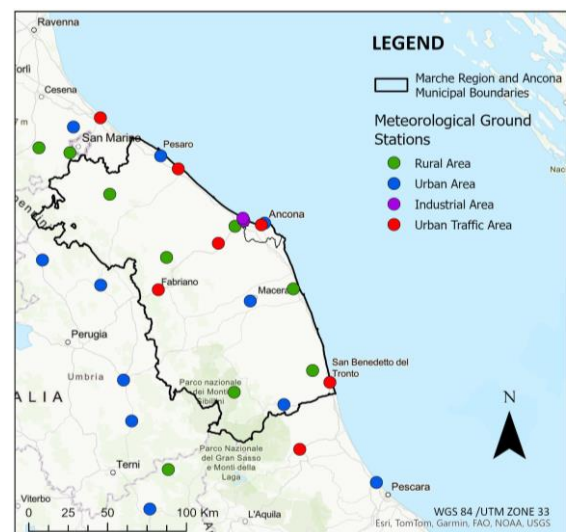 Ravenna
Forlì
Cesena
San Marino
Pesaro
Ancona
Fabriano
Macera
Perugia
San Benedetto del
Tronto
Umbria
Parco nazionale
dei Monti
Sibillini
ALIA
Parco Nazionale
del Gran Sasso
e Monti della
Laga
Terni
Viterbo
L'Aquila
Pescara
0 25 50 100 Km
LEGEND
Marche Region and Ancona
Municipal Boundaries
Meteorological Ground
Stations
Rural Area
Urban Area
Industrial Area
Urban Traffic Area
N
WGS 84 /UTM ZONE 33
Esri, TomTom, Garmin, FAO, NOAA, USGS